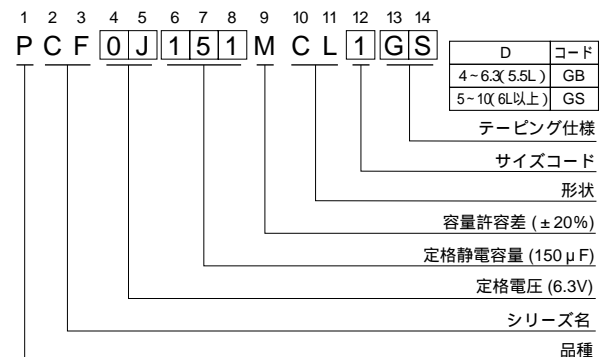 1 2 3 4 5 6 7 8 9 10 11 12 13 14
P C F 0 J 1 5 1 M C L 1 G S
D コード
4~6.3( 5.5L ) GB
5~10( 6L以上 ) GS
テーピング仕様
サイズコード
形状
容量許容差 (±20%)
定格静電容量 (150μF)
定格電圧 (6.3V)
シリーズ名
品種